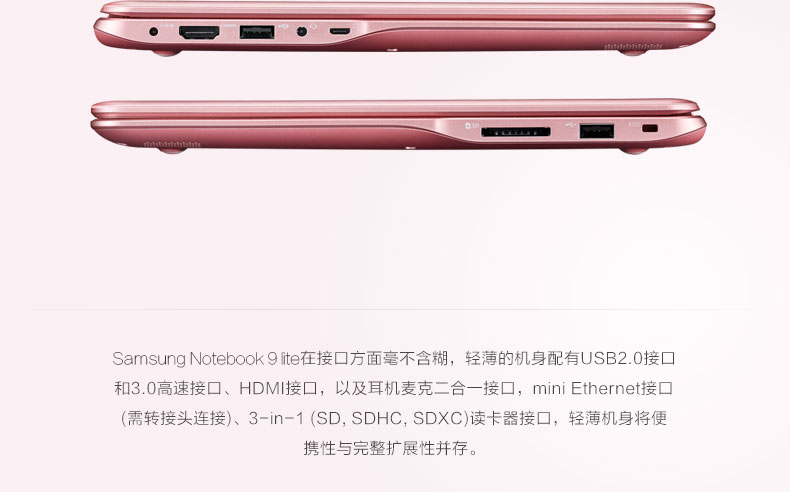 Samsung Notebook 9 lite在接口方面毫不含糊，轻薄的机身配有USB2.0接口
和3.0高速接口、HDMI接口，以及耳机麦克二合一接口，mini Ethernet接口
(需转接头连接)、3-in-1 (SD, SDHC, SDXC)读卡器接口，轻薄机身将便
携性与完整扩展性并存。